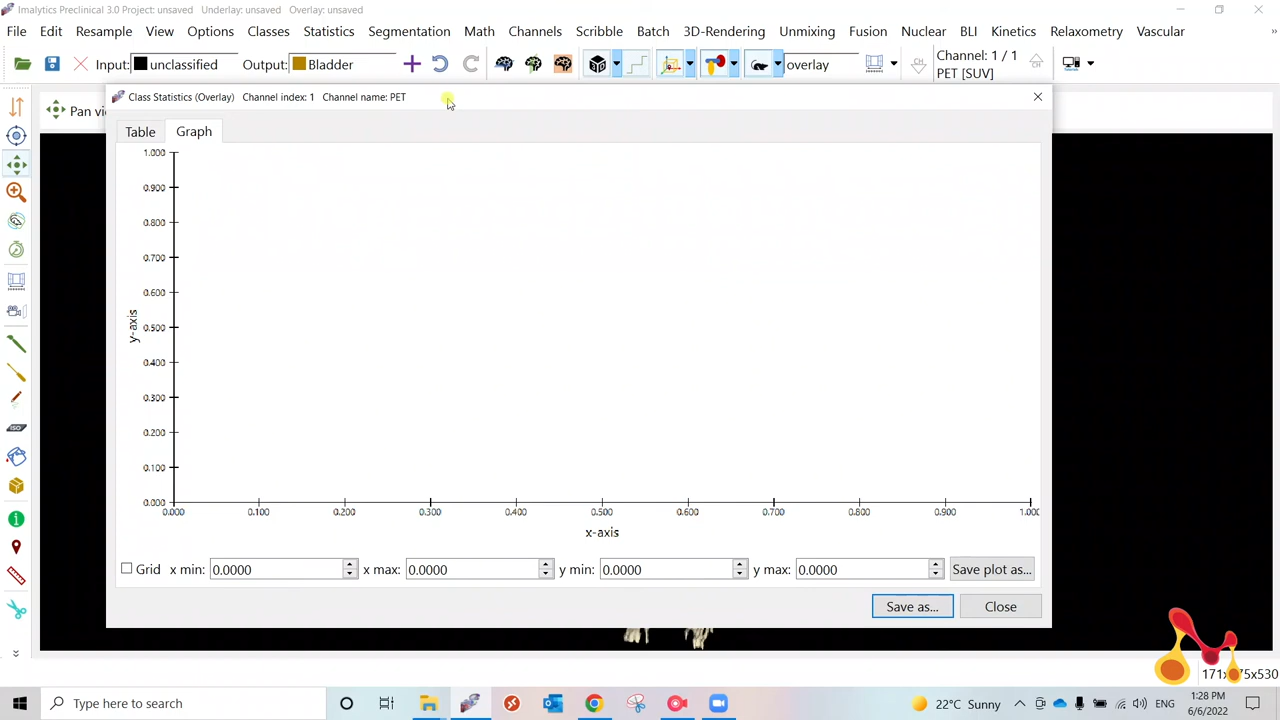 Imalytics Preclinical 3.0 Project: unsaved Underlay: unsaved Overlay: unsaved
File Edit Resample View Options Classes Statistics Segmentation Math Channels Scribble Batch 3D-Rendering Unmixing Fusion Nuclear BLI Kinetics Relaxometry Vascular »
Input: unclassified Output: Bladder overlay Channel: 1 / 1
PET [SUV]
Class Statistics (Overlay) Channel index: 1 Channel name: PET
Pan vi
Table Graph
1.000
0.900
0.800
0.700
0.600
0.500
0.400
0.300
0.200
0.100
0.000
y-axis
0.000 0.100 0.200 0.300 0.400 0.500 0.600 0.700 0.800 0.900 1.000
x-axis
Grid x min: 0.0000 x max: 0.0000 y min: 0.0000 y max: 0.0000 Save plot as...
Save as... Close
ISO
Type here to search
22°C Sunny ENG
1:28 PM
6/6/2022